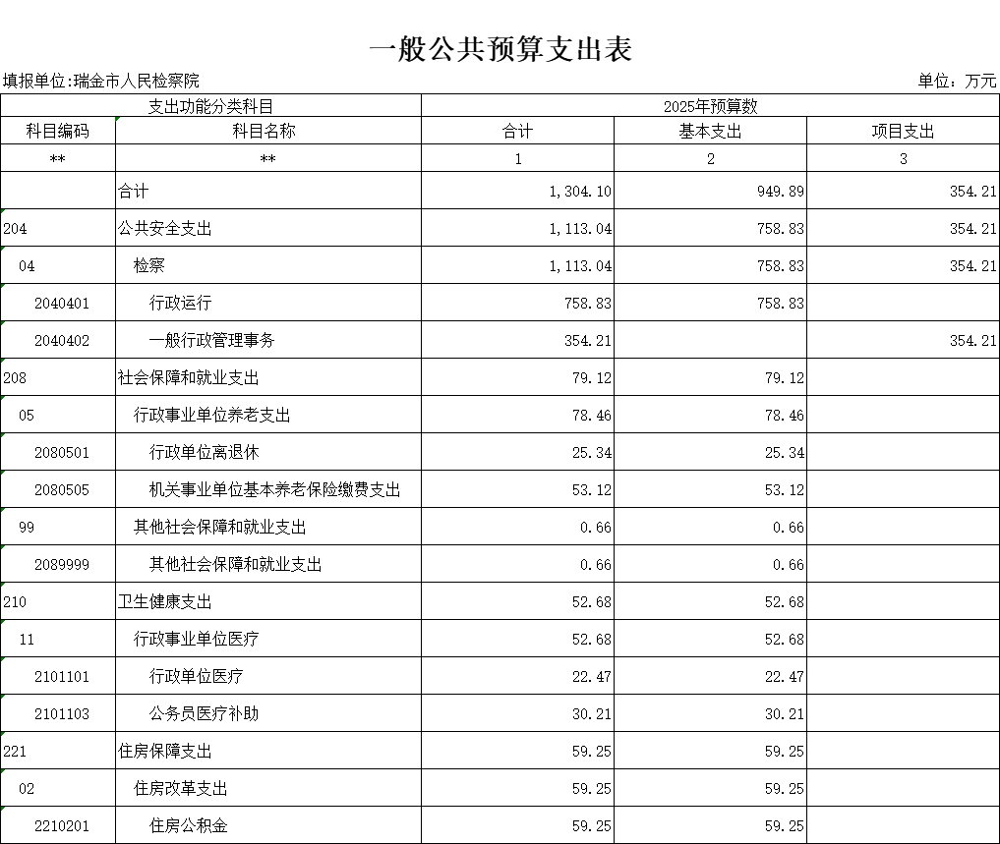 一般公共预算支出表
填报单位:瑞金市人民检察院 单位：万元
支出功能分类科目 2025年预算数
科目编码 科目名称 合计 基本支出 项目支出
** ** 1 2 3
合计 1,304.10 949.89 354.21
204 公共安全支出 1,113.04 758.83 354.21
04 检察 1,113.04 758.83 354.21
2040401 行政运行 758.83 758.83
2040402 一般行政管理事务 354.21 354.21
208 社会保障和就业支出 79.12 79.12
05 行政事业单位养老支出 78.46 78.46
2080501 行政单位离退休 25.34 25.34
2080505 机关事业单位基本养老保险缴费支出 53.12 53.12
99 其他社会保障和就业支出 0.66 0.66
2089999 其他社会保障和就业支出 0.66 0.66
210 卫生健康支出 52.68 52.68
11 行政事业单位医疗 52.68 52.68
2101101 行政单位医疗 22.47 22.47
2101103 公务员医疗补助 30.21 30.21
221 住房保障支出 59.25 59.25
02 住房改革支出 59.25 59.25
2210201 住房公积金 59.25 59.25